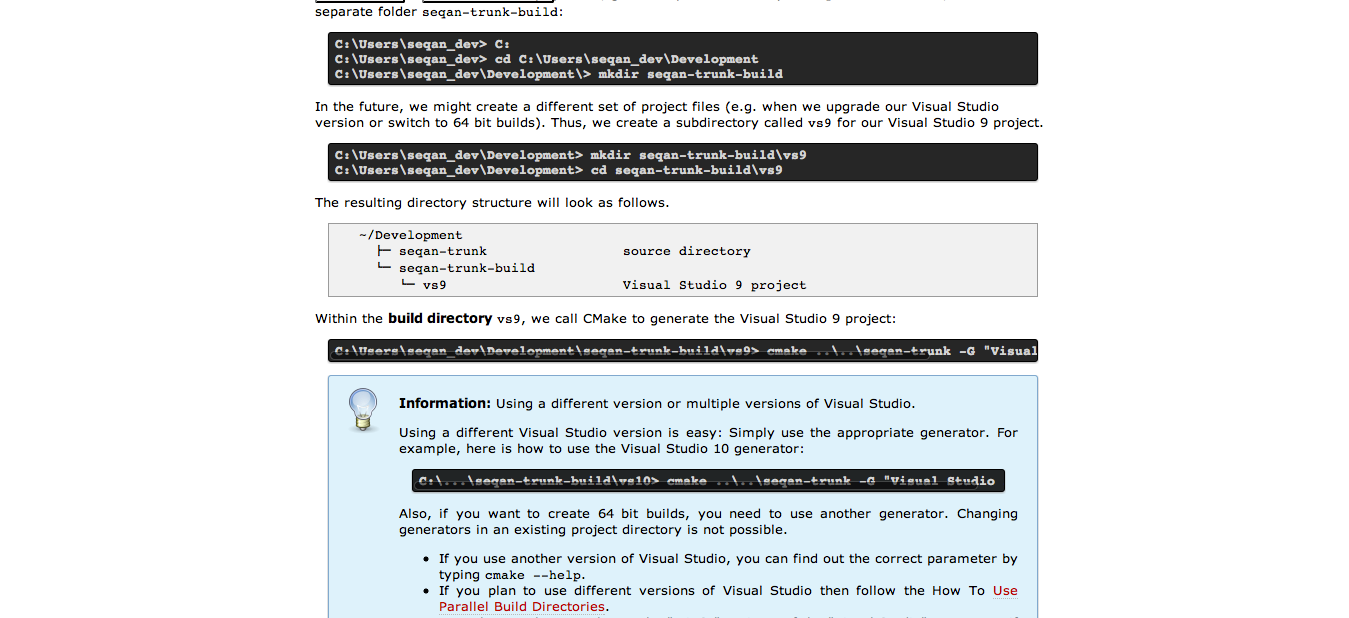 separate folder seqan-trunk-build:
C:\Users\seqan_dev> C:
C:\Users\seqan_dev> cd C:\Users\seqan_dev\Development
C:\Users\seqan_dev\Development\> mkdir seqan-trunk-build
In the future, we might create a different set of project files (e.g. when we upgrade our Visual Studio
version or switch to 64 bit builds). Thus, we create a subdirectory called vs9 for our Visual Studio 9 project.
C:\Users\seqan_dev\Development> mkdir seqan-trunk-build\vs9
C:\Users\seqan_dev\Development> cd seqan-trunk-build\vs9
The resulting directory structure will look as follows.
~/Development
├─ seqan-trunk source directory
└─ seqan-trunk-build
└─ vs9 Visual Studio 9 project
Within the build directory vs9, we call CMake to generate the Visual Studio 9 project:
C:\Users\seqan_dev\Development\seqan-trunk-build\vs9> cmake ..\..\seqan-trunk -G "Visual
Information: Using a different version or multiple versions of Visual Studio.
Using a different Visual Studio version is easy: Simply use the appropriate generator. For
example, here is how to use the Visual Studio 10 generator:
C:\...\seqan-trunk-build\vs10> cmake ..\..\seqan-trunk -G "Visual Studio
Also, if you want to create 64 bit builds, you need to use another generator. Changing
generators in an existing project directory is not possible.
• If you use another version of Visual Studio, you can find out the correct parameter by
typing cmake --help.
• If you plan to use different versions of Visual Studio then follow the How To Use
Parallel Build Directories.